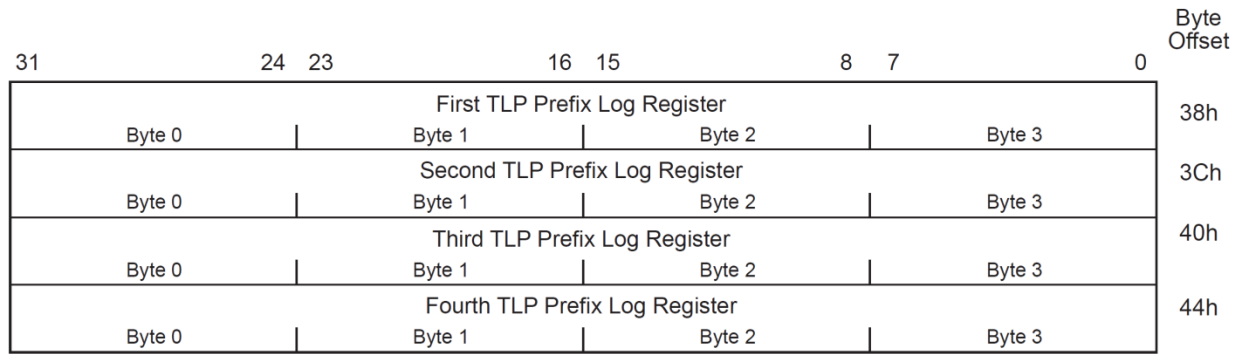 Byte
Offset
31 24 23 16 15 8 7 0
First TLP Prefix Log Register
38h
Byte 0 Byte 1 Byte 2 Byte 3
Second TLP Prefix Log Register
3Ch
Byte 0 Byte 1 Byte 2 Byte 3
Third TLP Prefix Log Register
40h
Byte 0 Byte 1 Byte 2 Byte 3
Fourth TLP Prefix Log Register
44h
Byte 0 Byte 1 Byte 2 Byte 3